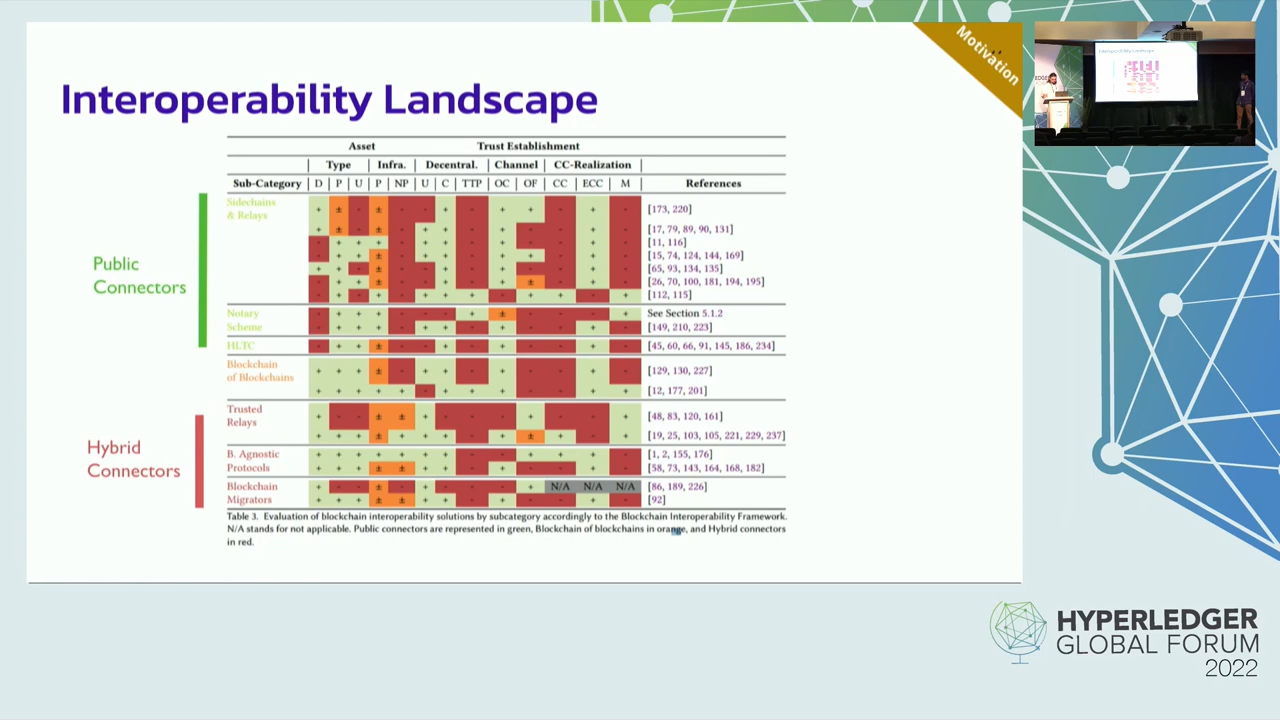 Motivation
Interoperability Landscape
Asset Trust Establishment
Type Infra. Decentral. Channel CC-Realization
Sub-Category D P U P NP U C TTP OC OF CC ECC M References
Public
Connectors
Sidechains
& Relays
+ ± - ± - - + - + + - + - [173, 220]
+ ± - ± - + + - + - - + - [17, 79, 89, 90, 131]
- + + + - + + - + - - + - [11, 116]
- + + ± - + + - + - - + - [15, 74, 124, 144, 169]
+ + - ± - - + - + - - + - [65, 93, 134, 135]
- + + ± - + + - + ± - + - [26, 70, 100, 181, 194, 195]
- + - + - + + + - + + - + [112, 115]
Notary - + + + - - - + ± - - - + See Section 5.1.2
Scheme - + + + - + + - + - - + - [149, 210, 223]
HLTC - + + ± - - + - + - - + - [45, 60, 66, 91, 145, 186, 234]
Blockchain
of Blockchains
+ + + ± - + + - + - - + - [129, 130, 227]
+ + + + + - + + + - - + + [12, 177, 201]
Hybrid
Connectors
Trusted
Relays
+ - - ± ± + - - - + - - + [48, 83, 120, 161]
+ + + ± + + + - + ± + - + [19, 25, 103, 105, 221, 229, 237]
B. Agnostic + + + + + + + - - + + + - [1, 2, 155, 176]
Protocols + + + ± ± + + - + - - + - [58, 73, 143, 164, 168, 182]
Blockchain + - - ± ± + - - - + N/A N/A N/A [86, 189, 226]
Migrators + + + ± ± + + - - + - - - [92]
Table 3. Evaluation of blockchain interoperability solutions by subcategory accordingly to the Blockchain Interoperability Framework.
N/A stands for not applicable. Public connectors are represented in green, Blockchain of blockchains in orange, and Hybrid connectors
in red.
HYPERLEDGER
GLOBAL FORUM
2022